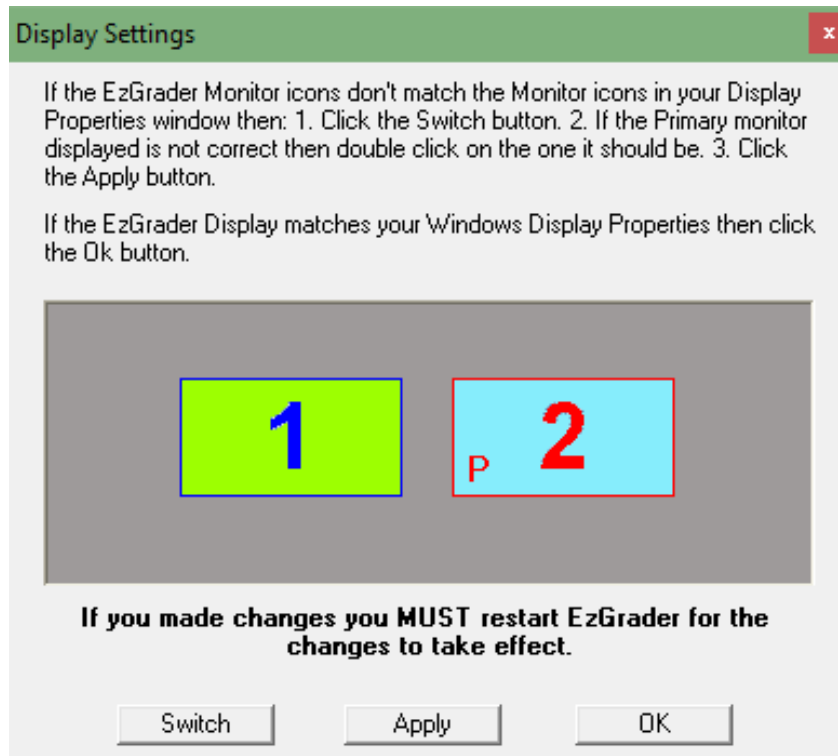 Display Settings
x
If the EzGrader Monitor icons don't match the Monitor icons in your Display
Properties window then: 1. Click the Switch button. 2. If the Primary monitor
displayed is not correct then double click on the one it should be. 3. Click
the Apply button.
If the EzGrader Display matches your Windows Display Properties then click
the Ok button.
1
P 2
If you made changes you MUST restart EzGrader for the
changes to take effect.
Switch Apply OK